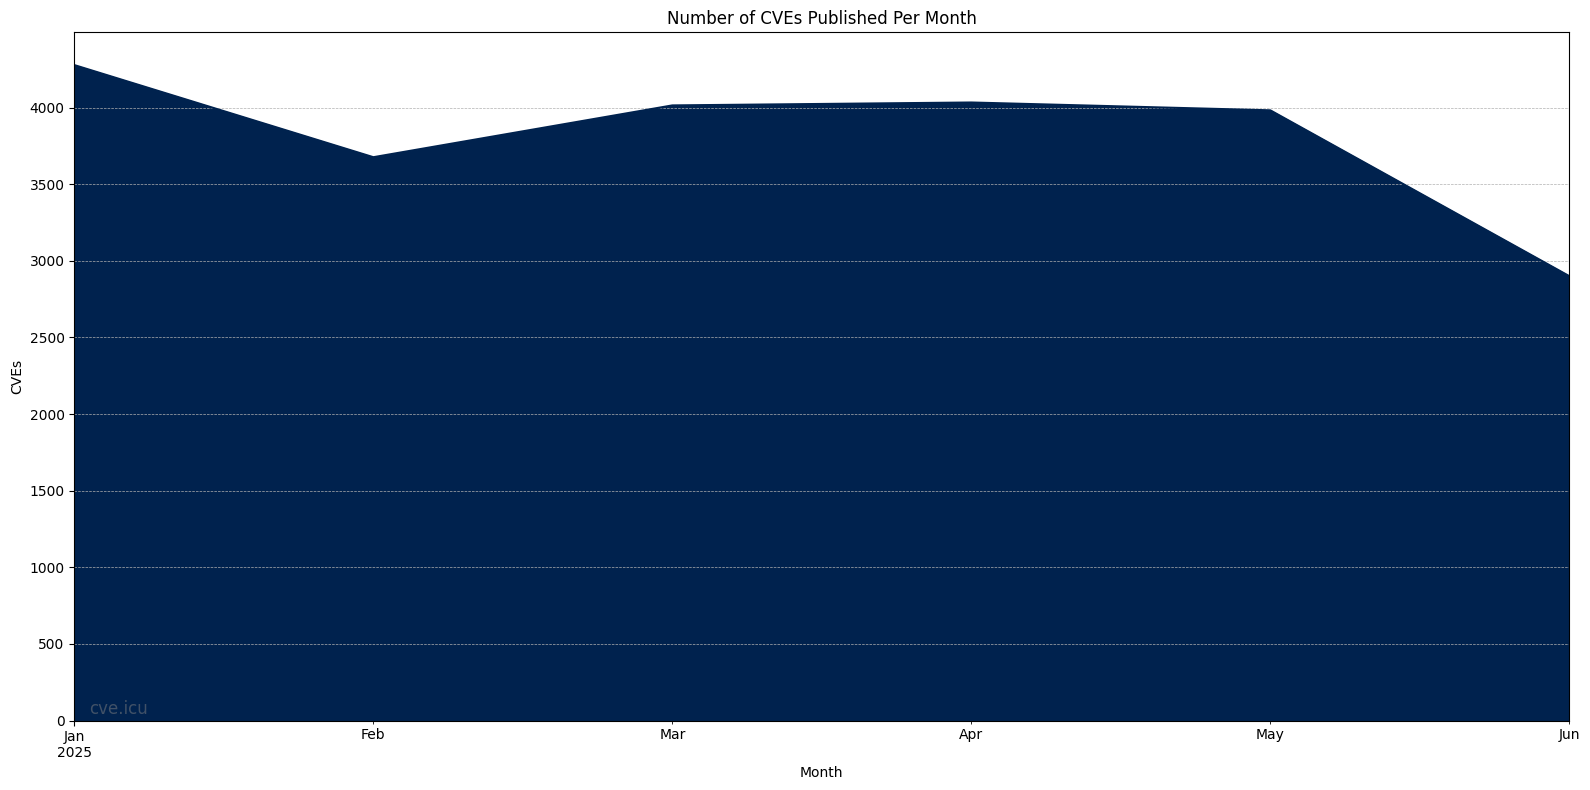 Number of CVEs Published Per Month
CVEs
4000
3500
3000
2500
2000
1500
1000
500
0
cve.icu
Jan
2025
Feb
Mar
Apr
May
Jun
Month